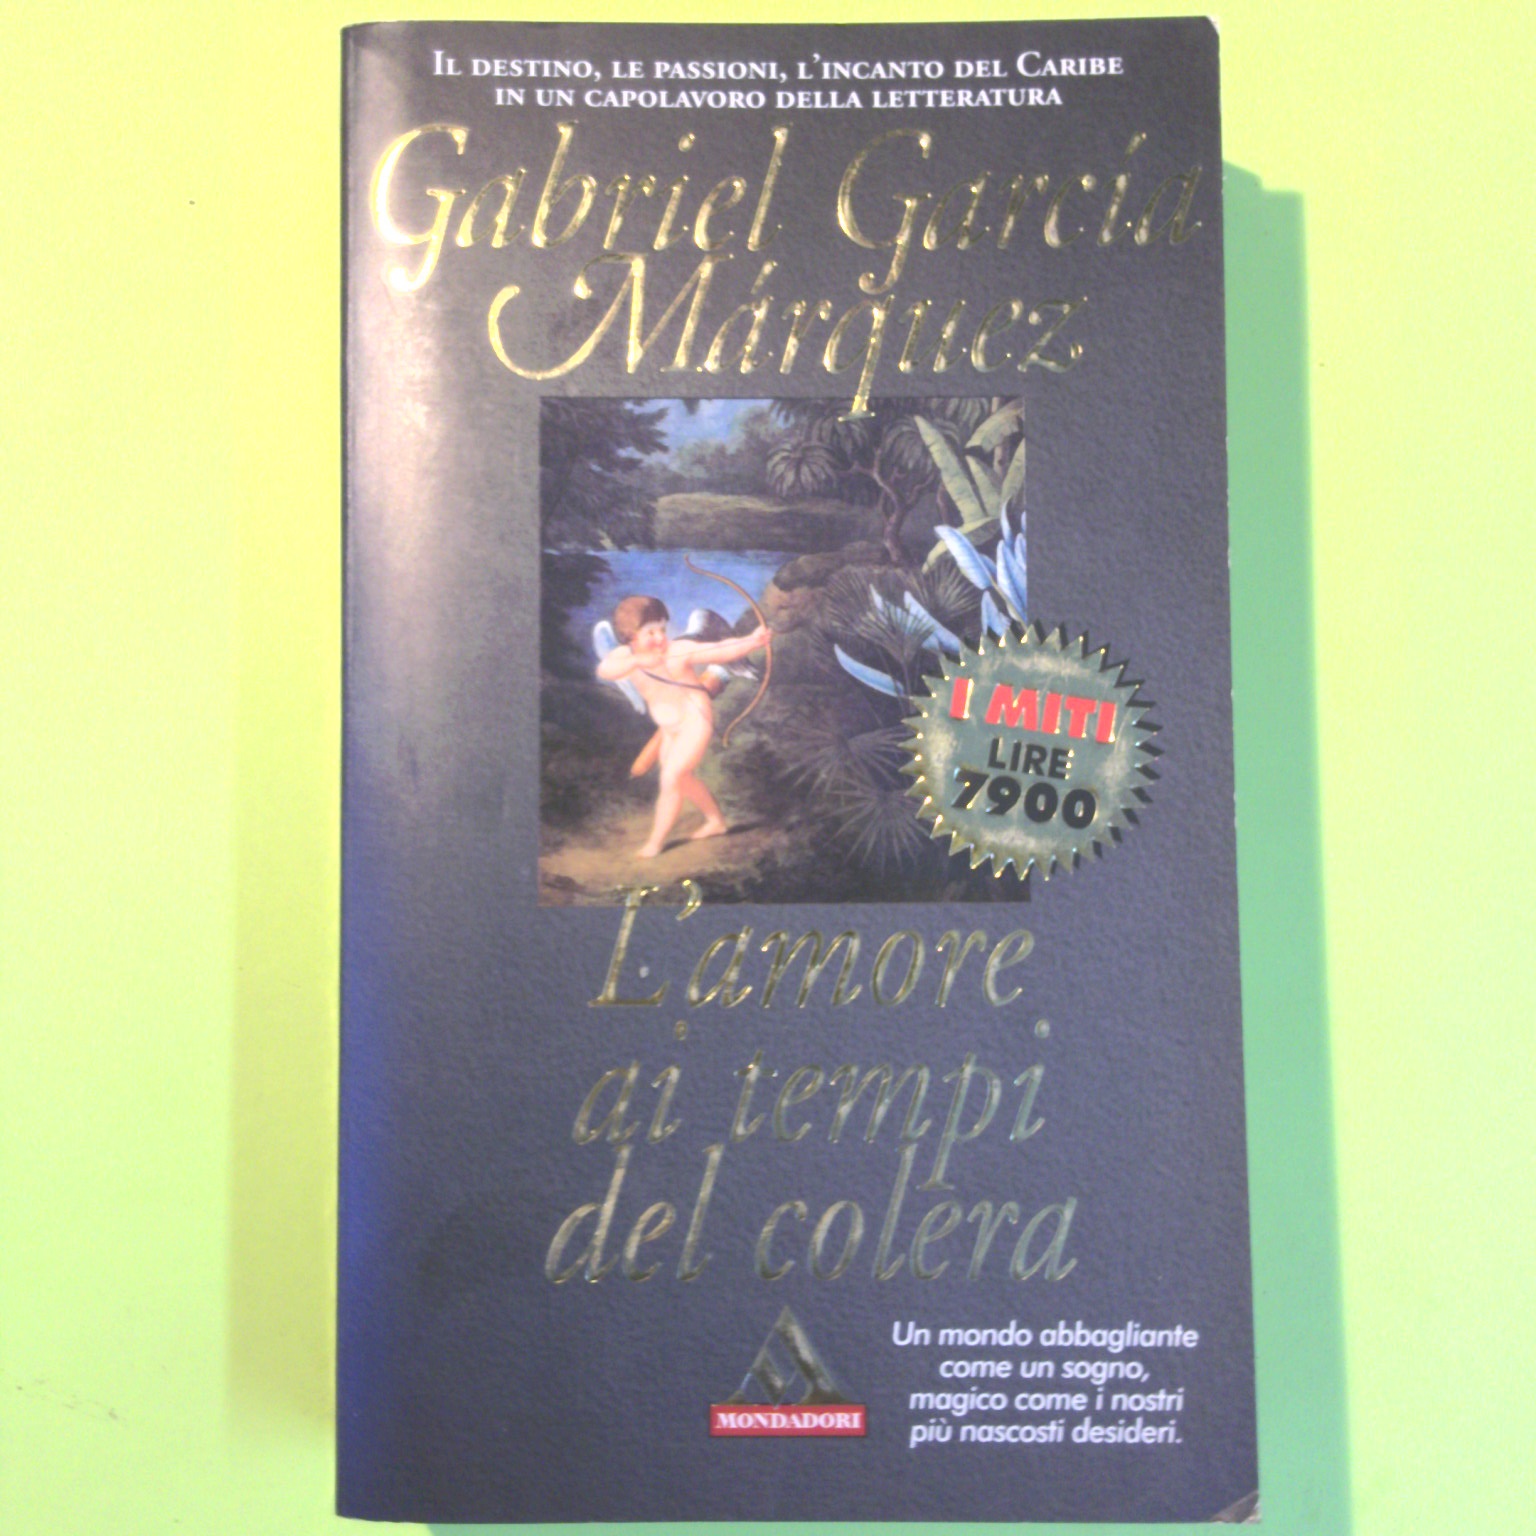 Il destino, le passioni, l'incanto del Caribe
in un capolavoro della letteratura
Gabriel García
Márquez
I MITI
LIRE
7900
L'amore
ai tempi
del colera
MONDADORI
Un mondo abbagliante
come un sogno,
magico come i nostri
più nascosti desideri.